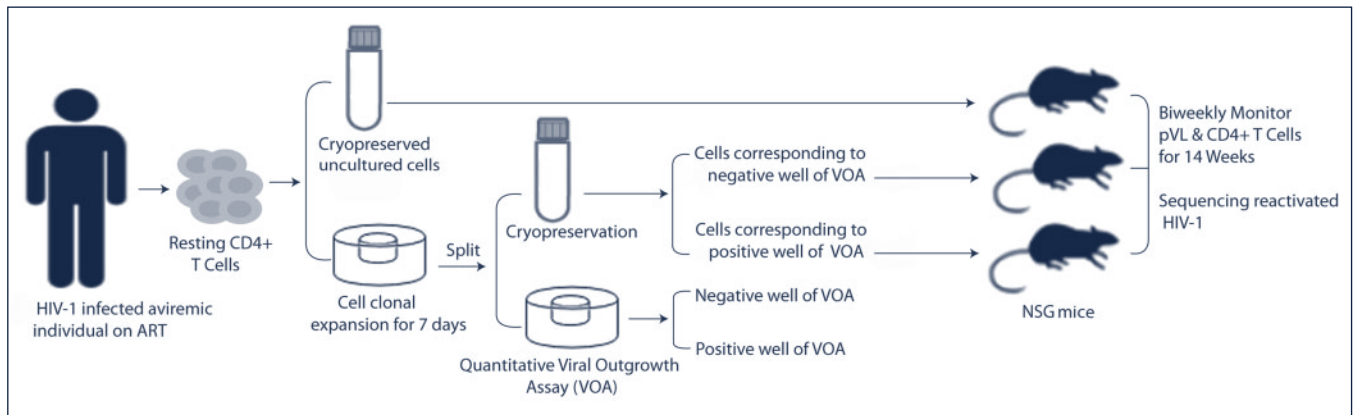 HIV-1 infected aviremic
individual on ART
Resting CD4+
T Cells
Cryopreserved
uncultured cells
Cell clonal
expansion for 7 days
Split
Cryopreservation
Quantitative Viral Outgrowth
Assay (VOA)
Cells corresponding to
negative well of VOA
Cells corresponding to
positive well of VOA
Negative well of VOA
Positive well of VOA
NSG mice
Biweekly Monitor
pVL & CD4+ T Cells
for 14 Weeks
Sequencing reactivated
HIV-1